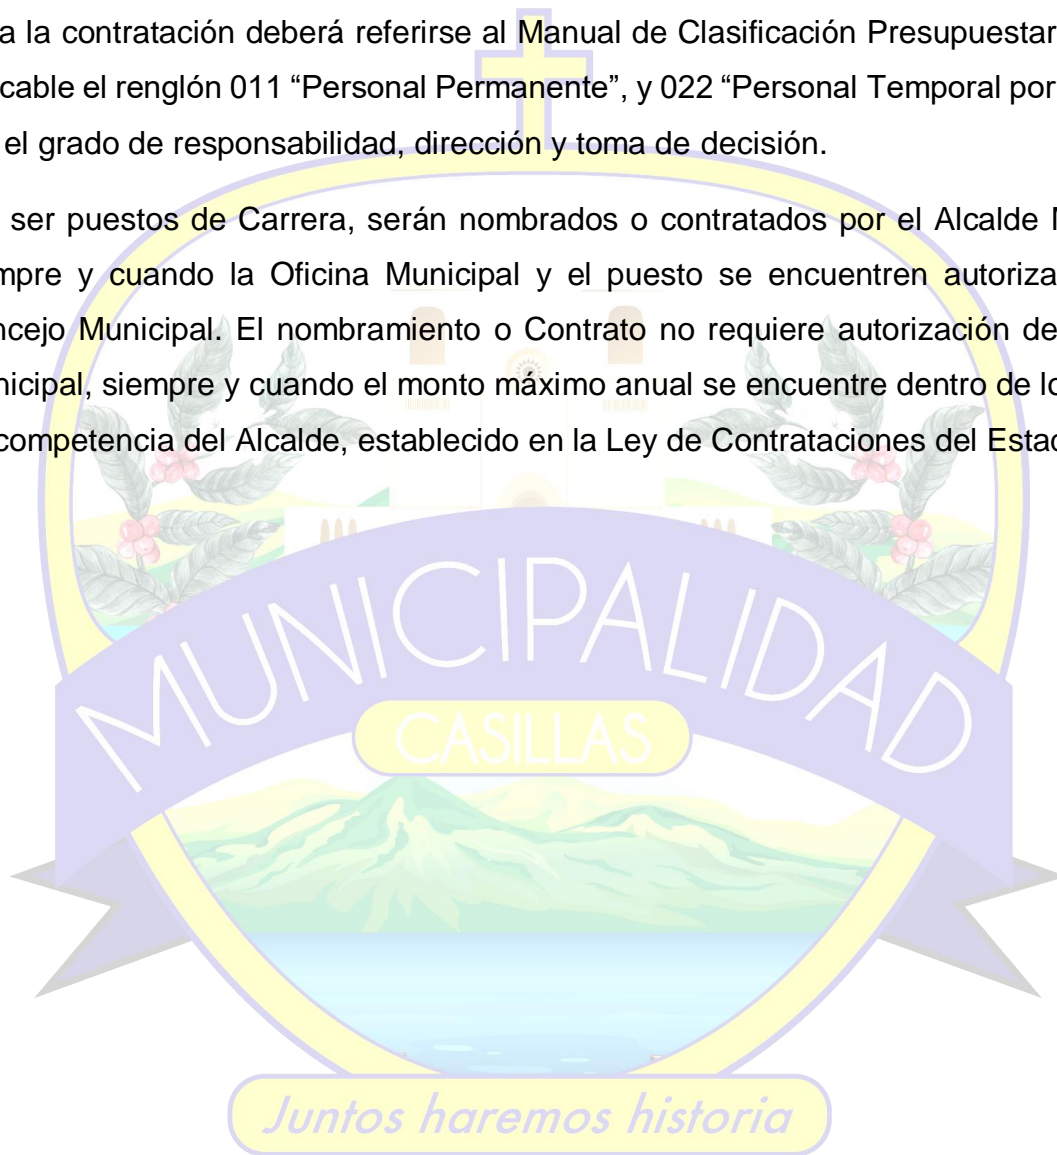 a la contratación deberá referirse al Manual de Clasificación Presupuestar
cable el renglón 011 “Personal Permanente”, y 022 “Personal Temporal por
el grado de responsabilidad, dirección y toma de decisión.
ser puestos de Carrera, serán nombrados o contratados por el Alcalde
mpre y cuando la Oficina Municipal y el puesto se encuentren autoriza
ncejo Municipal. El nombramiento o Contrato no requiere autorización de
nicipal, siempre y cuando el monto máximo anual se encuentre dentro de lo
competencia del Alcalde, establecido en la Ley de Contrataciones del Estad
MUNICIPALIDAD
CASILLAS
Juntos haremos historia